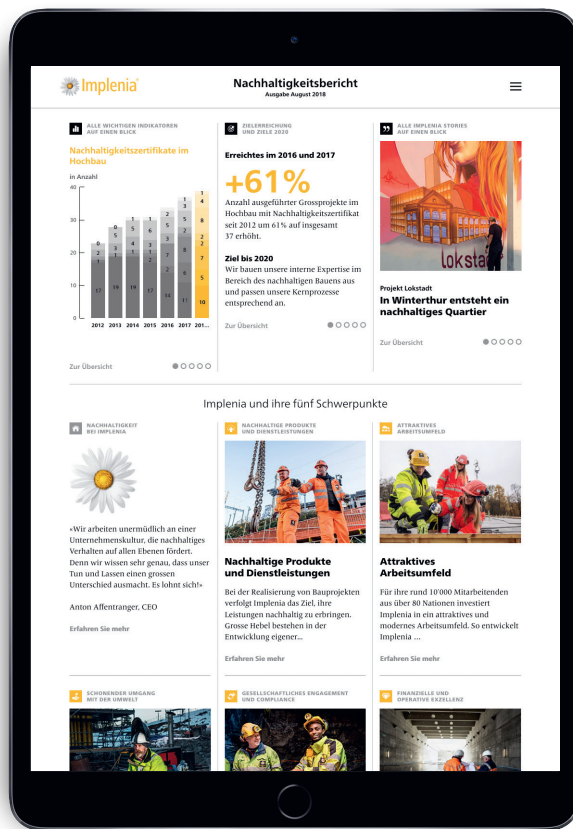 Implenia®
Nachhaltigkeitsbericht
Ausgabe August 2018
ALLE WICHTIGEN INDIKATOREN
AUF EINEN BLICK
Nachhaltigkeitszertifikate im
Hochbau
in Anzahl
40
30
20
10
0
2012 2013 2014 2015 2016 2017 201...
Zur Übersicht
ZIELERREICHUNG
UND ZIELE 2020
Erreichtes im 2016 und 2017
+61%
Anzahl ausgeführter Grossprojekte im
Hochbau mit Nachhaltigkeitszertifikat
seit 2012 um 61% auf insgesamt
37 erhöht.
Ziel bis 2020
Wir bauen unsere interne Expertise im
Bereich des nachhaltigen Bauens aus
und passen unsere Kernprozesse
entsprechend an.
Zur Übersicht
ALLE IMPLENIA STORIES
AUF EINEN BLICK
lokstad
Projekt Lokstadt
In Winterthur entsteht ein
nachhaltiges Quartier
Zur Übersicht
Implenia und ihre fünf Schwerpunkte
NACHHALTIGKEIT
BEI IMPLENIA
«Wir arbeiten unermüdlich an einer
Unternehmenskultur, die nachhaltiges
Verhalten auf allen Ebenen fördert.
Denn wir wissen sehr genau, dass unser
Tun und Lassen einen grossen
Unterschied ausmacht. Es lohnt sich!»
Anton Affentranger, CEO
Erfahren Sie mehr
NACHHALTIGE PRODUKTE
UND DIENSTLEISTUNGEN
Nachhaltige Produkte
und Dienstleistungen
Bei der Realisierung von Bauprojekten
verfolgt Implenia das Ziel, ihre
Leistungen nachhaltig zu erbringen.
Grosse Hebel bestehen in der
Entwicklung eigener...
Erfahren Sie mehr
ATTRAKTIVES
ARBEITSUMFELD
Attraktives
Arbeitsumfeld
Für ihre rund 10'000 Mitarbeitenden
aus über 80 Nationen investiert
Implenia in ein attraktives und
modernes Arbeitsumfeld. So entwickelt
Implenia ...
Erfahren Sie mehr
SCHONENDER UMGANG
MIT DER UMWELT
GESELLSCHAFTLICHES ENGAGEMENT
UND COMPLIANCE
FINANZIELLE UND
OPERATIVE EXZELLENZ